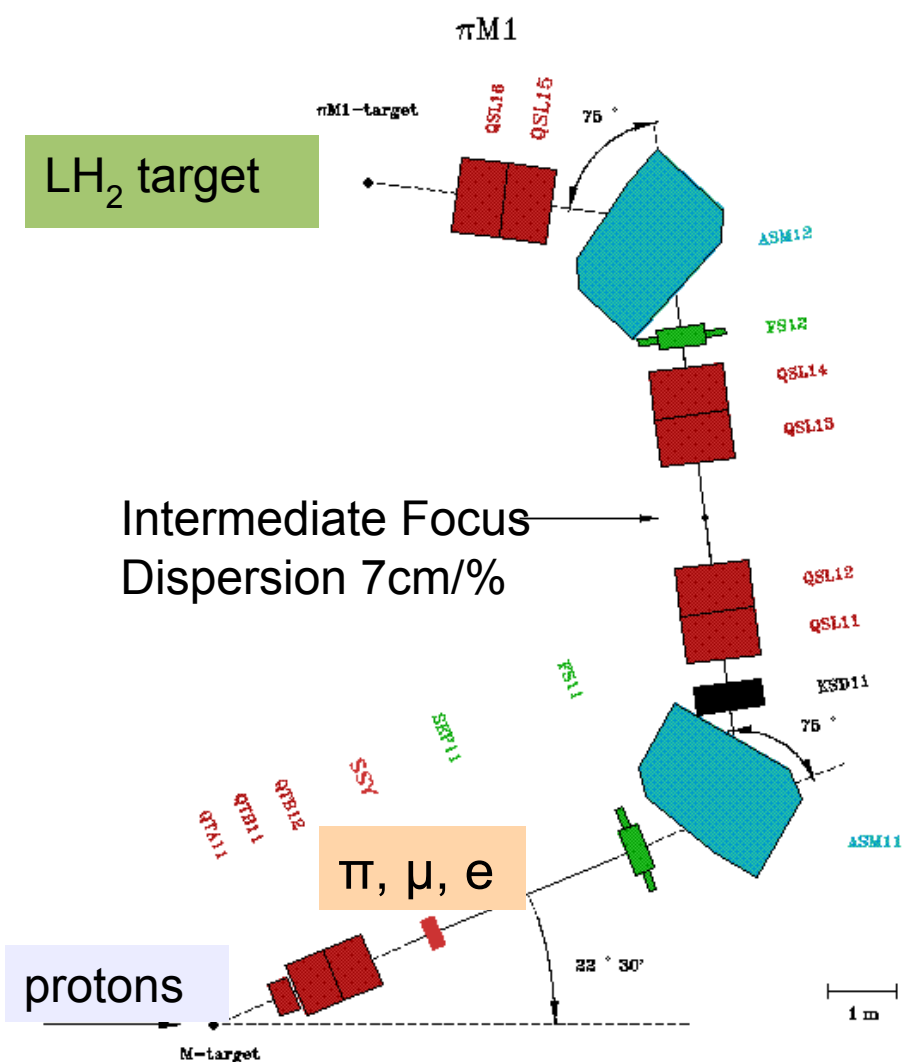 πM1
πM1-target
QSL16
QSL15
75 °
LH₂ target
ASM12
FS12
QSL14
QSL13
Intermediate Focus
Dispersion 7cm/%
QSL12
QSL11
KSD11
75 °
FS11
SEP11
SSY
QTB12
QTB11
QTA11
ASM11
π, μ, e
22 ° 30'
protons
1 m
M-target